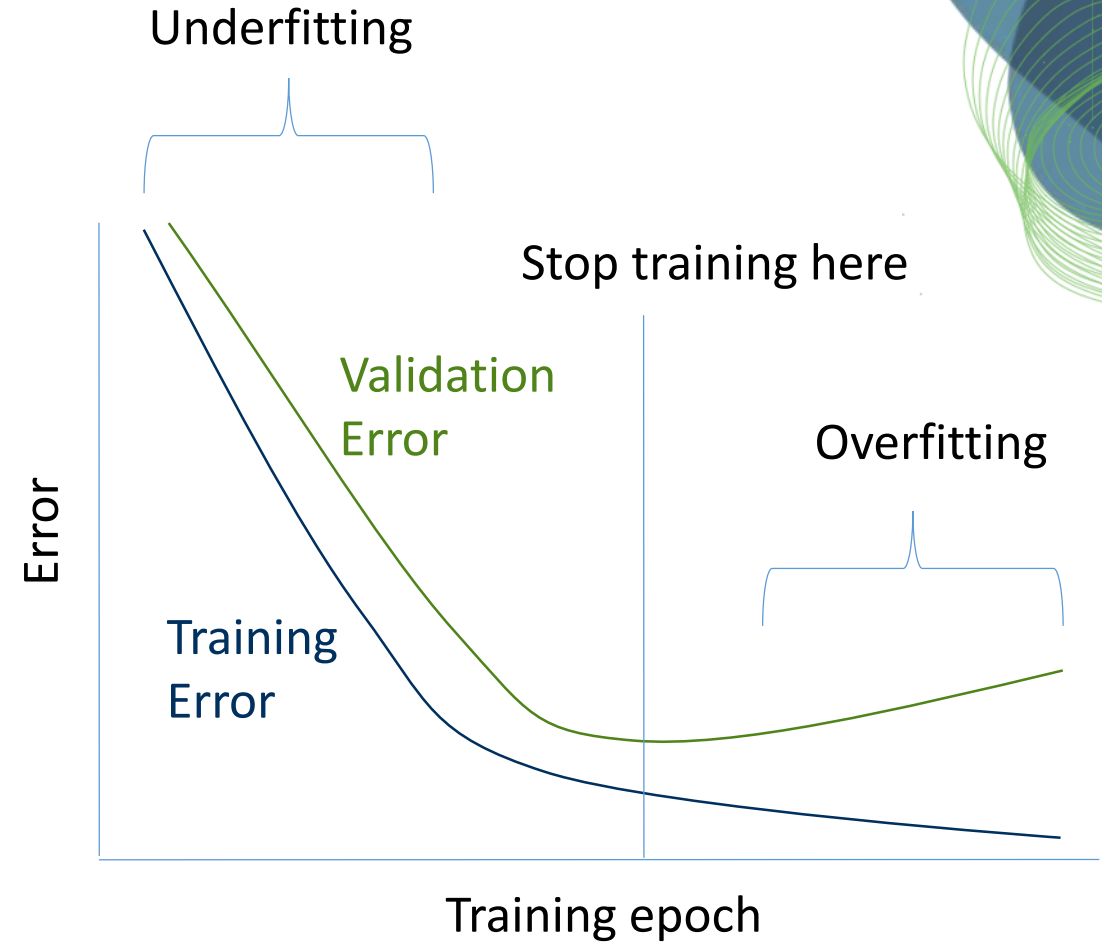 Underfitting
Stop training here
Validation
Error
Overfitting
Error
Training
Error
Training epoch